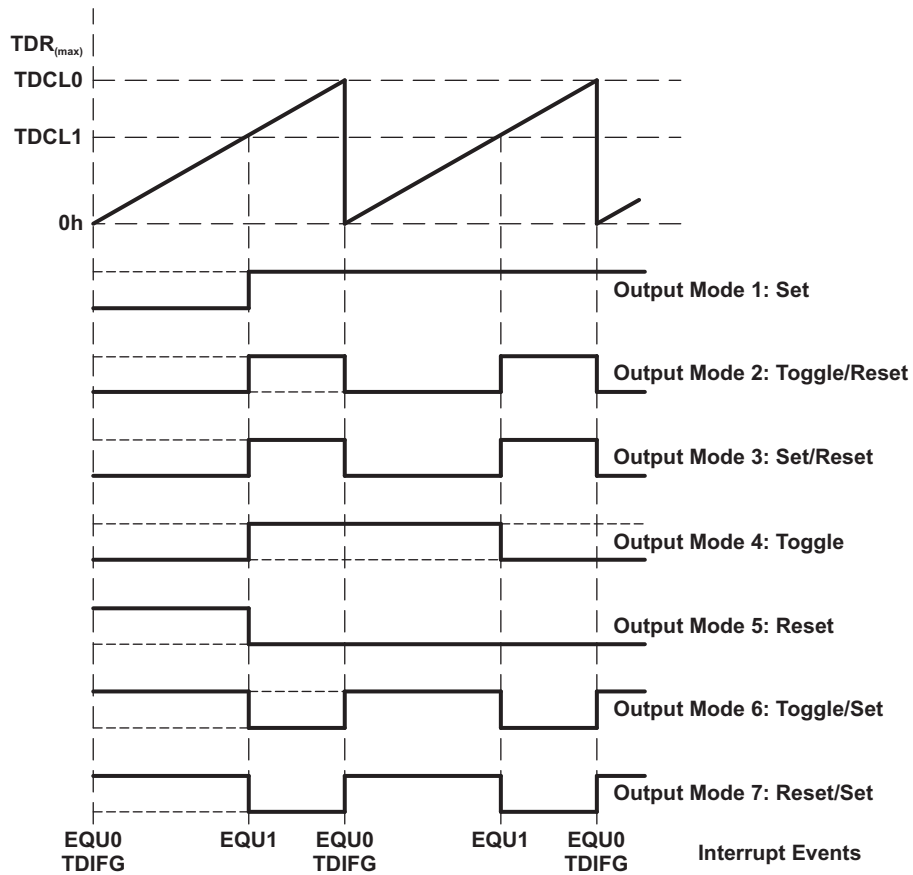 TDR(max)
TDCL0
TDCL1
0h
Output Mode 1: Set
Output Mode 2: Toggle/Reset
Output Mode 3: Set/Reset
Output Mode 4: Toggle
Output Mode 5: Reset
Output Mode 6: Toggle/Set
Output Mode 7: Reset/Set
EQU0 EQU1 EQU0 EQU1 EQU0
TDIFG TDIFG TDIFG
Interrupt Events